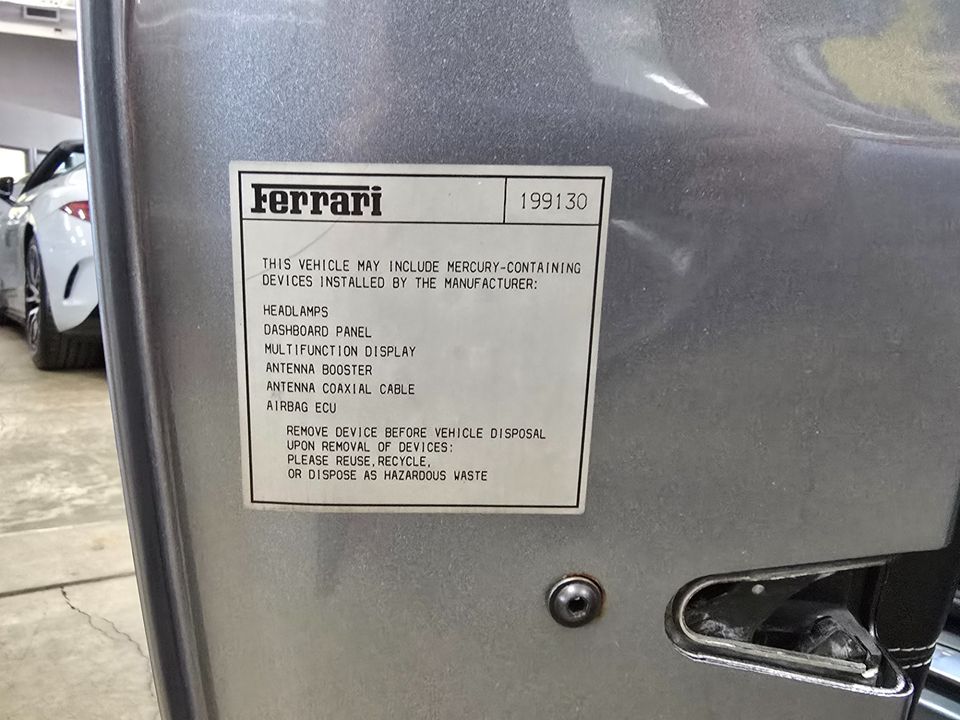 Ferrari 199130
THIS VEHICLE MAY INCLUDE MERCURY-CONTAINING
DEVICES INSTALLED BY THE MANUFACTURER:
HEADLAMPS
DASHBOARD PANEL
MULTIFUNCTION DISPLAY
ANTENNA BOOSTER
ANTENNA COAXIAL CABLE
AIRBAG ECU
REMOVE DEVICE BEFORE VEHICLE DISPOSAL
UPON REMOVAL OF DEVICES:
PLEASE REUSE,RECYCLE,
OR DISPOSE AS HAZARDOUS WASTE